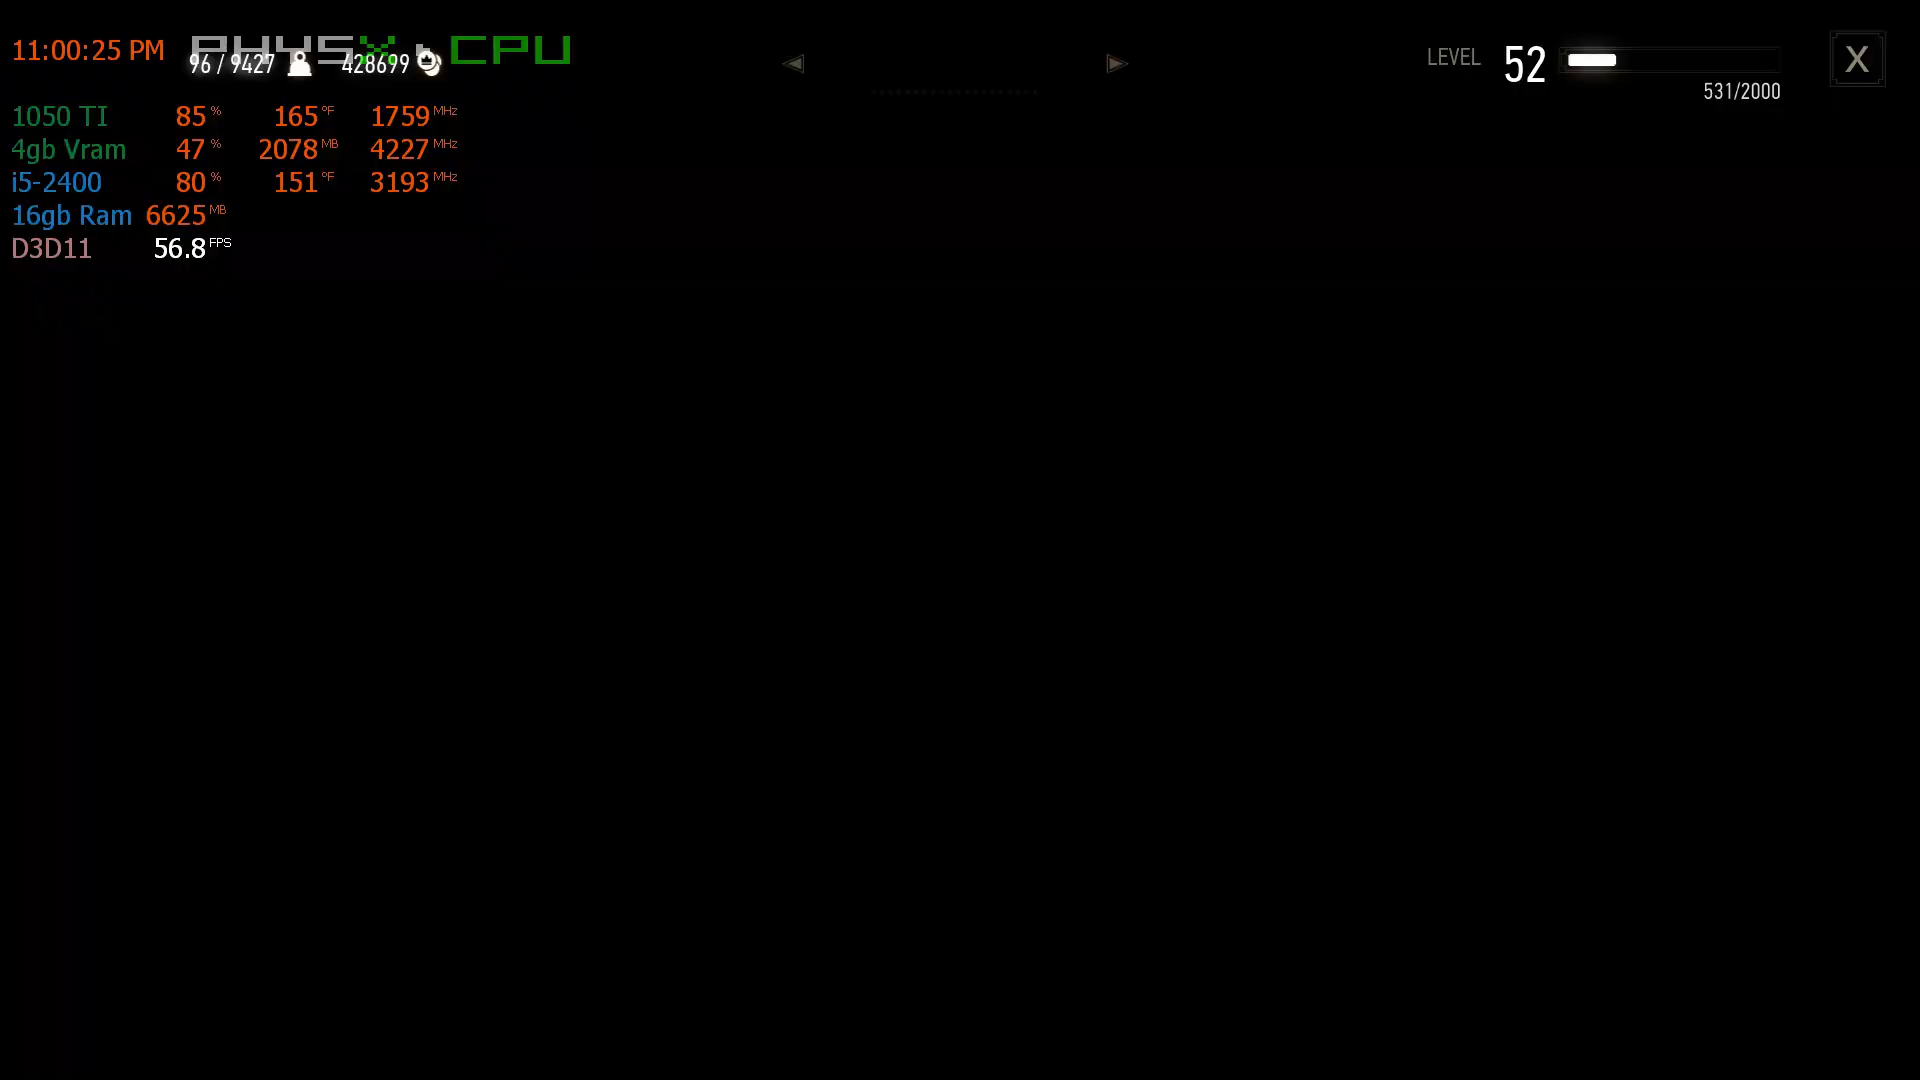 11:00:25 PM PHYSX > CPU
96 / 9427 428699
LEVEL 52
531/2000
X
1050 TI 85 % 165 °F 1759 MHz
4gb Vram 47 % 2078 MB 4227 MHz
i5-2400 80 % 151 °F 3193 MHz
16gb Ram 6625 MB
D3D11 56.8 FPS